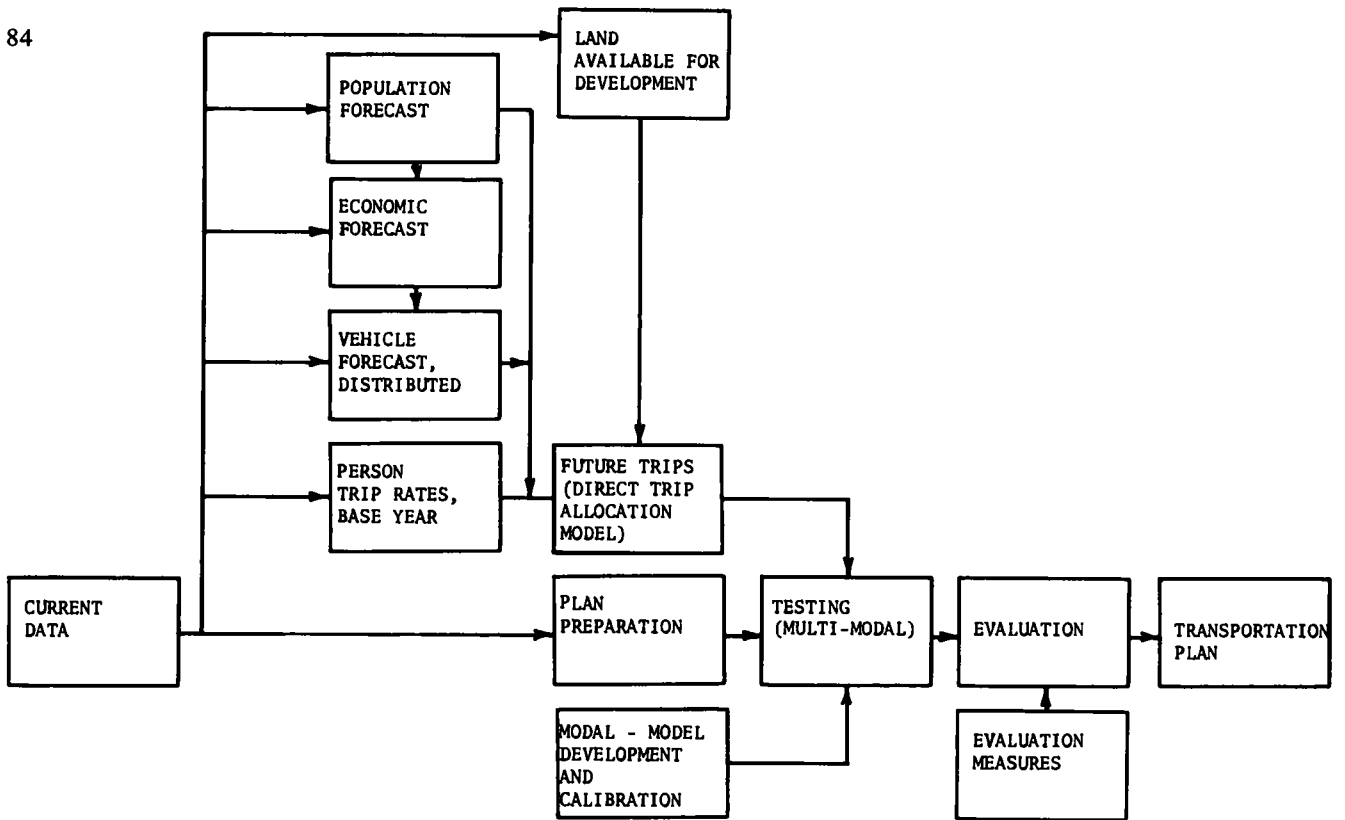 84
LAND
AVAILABLE FOR
DEVELOPMENT
POPULATION
FORECAST
ECONOMIC
FORECAST
VEHICLE
FORECAST,
DISTRIBUTED
PERSON
TRIP RATES,
BASE YEAR
FUTURE TRIPS
(DIRECT TRIP
ALLOCATION
MODEL)
CURRENT
DATA
PLAN
PREPARATION
TESTING
(MULTI-MODAL)
EVALUATION
TRANSPORTATION
PLAN
MODAL - MODEL
DEVELOPMENT
AND
CALIBRATION
EVALUATION
MEASURES